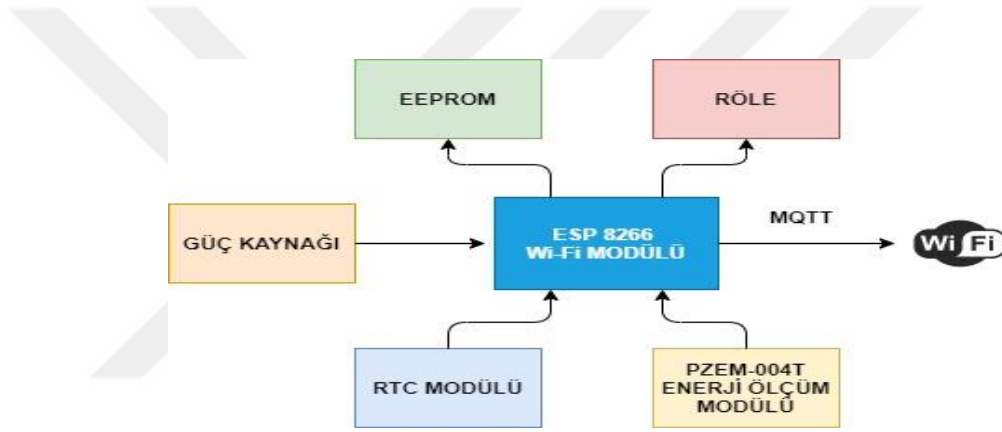 EEPROM
RÖLE
GÜÇ KAYNAĞI
ESP 8266
Wi-Fi MODÜLÜ
MQTT
Wi Fi
RTC MODÜLÜ
PZEM-004T
ENERJİ ÖLÇÜM
MODÜLÜ